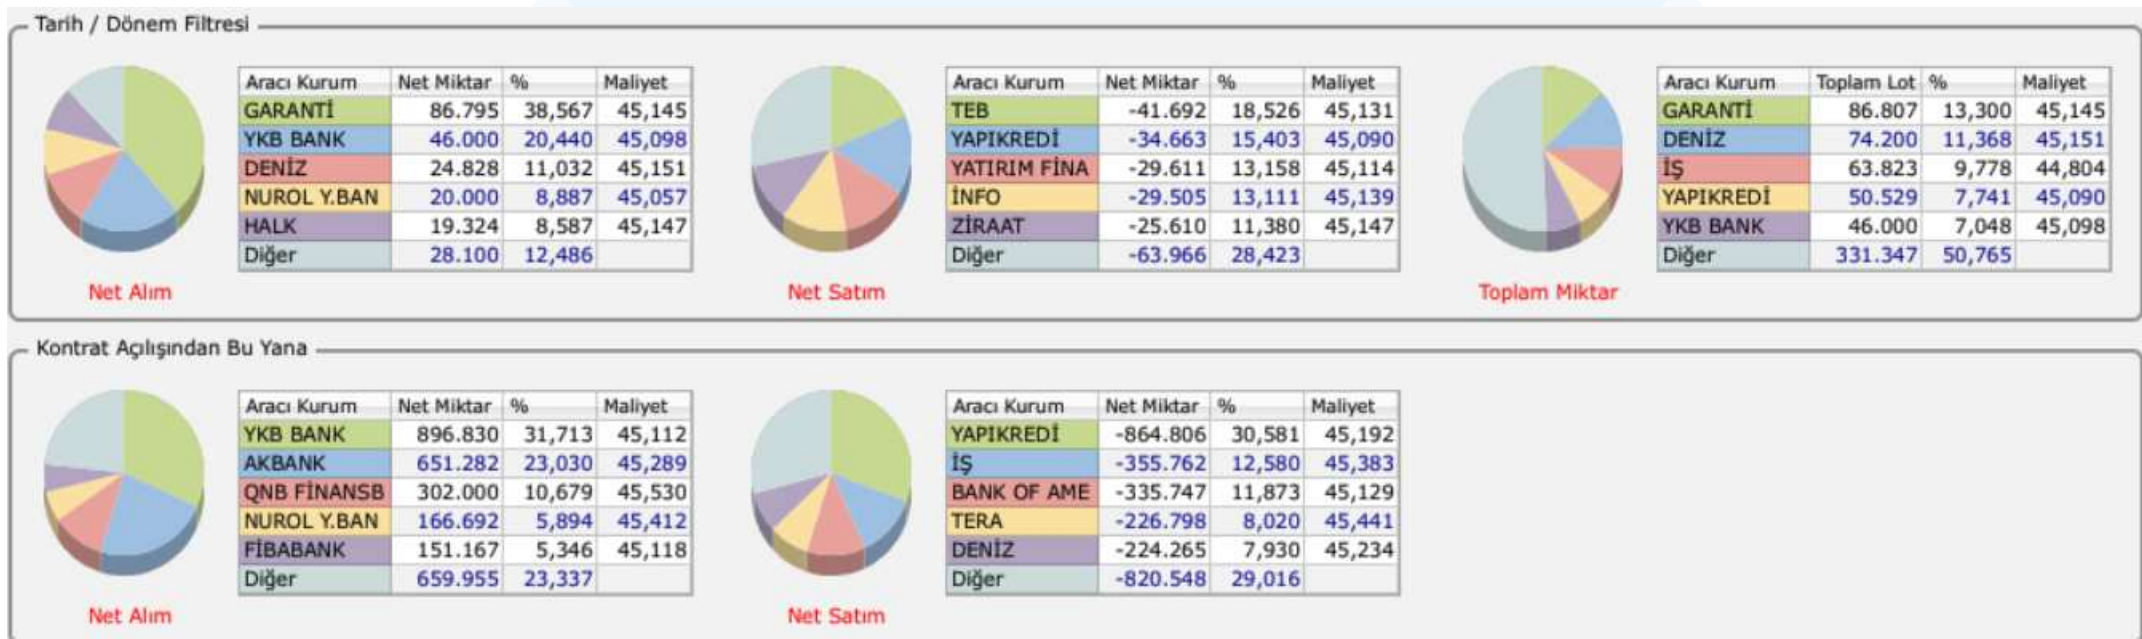 Tarih / Dönem Filtresi
Aracı Kurum Net Miktar % Maliyet
GARANTİ 86.795 38,567 45,145
YKB BANK 46.000 20,440 45,098
DENİZ 24.828 11,032 45,151
NUROL Y.BAN 20.000 8,887 45,057
HALK 19.324 8,587 45,147
Diğer 28.100 12,486
Net Alım
Aracı Kurum Net Miktar % Maliyet
TEB -41.692 18,526 45,131
YAPIKREDİ -34.663 15,403 45,090
YATIRIM FİNA -29.611 13,158 45,114
İNFO -29.505 13,111 45,139
ZİRAAT -25.610 11,380 45,147
Diğer -63.966 28,423
Net Satım
Aracı Kurum Toplam Lot % Maliyet
GARANTİ 86.807 13,300 45,145
DENİZ 74.200 11,368 45,151
İŞ 63.823 9,778 44,804
YAPIKREDİ 50.529 7,741 45,090
YKB BANK 46.000 7,048 45,098
Diğer 331.347 50,765
Toplam Miktar
Kontrat Açılışından Bu Yana
Aracı Kurum Net Miktar % Maliyet
YKB BANK 896.830 31,713 45,112
AKBANK 651.282 23,030 45,289
QNB FİNANSB 302.000 10,679 45,530
NUROL Y.BAN 166.692 5,894 45,412
FİBABANK 151.167 5,346 45,118
Diğer 659.955 23,337
Net Alım
Aracı Kurum Net Miktar % Maliyet
YAPIKREDİ -864.806 30,581 45,192
İŞ -355.762 12,580 45,383
BANK OF AME -335.747 11,873 45,129
TERA -226.798 8,020 45,441
DENİZ -224.265 7,930 45,234
Diğer -820.548 29,016
Net Satım